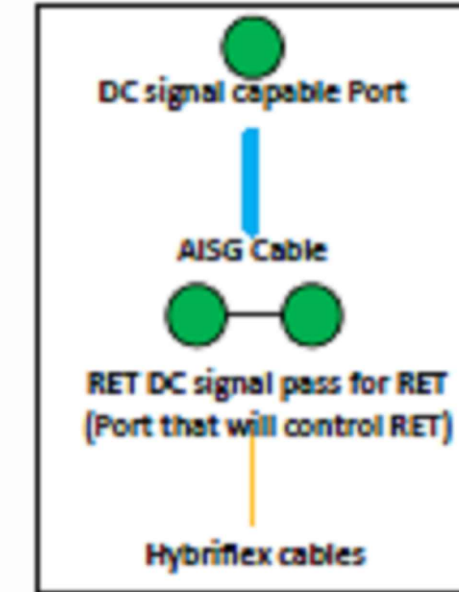 DC signal capable Port
AISG Cable
RET DC signal pass for RET
(Port that will control RET)
Hybriflex cables